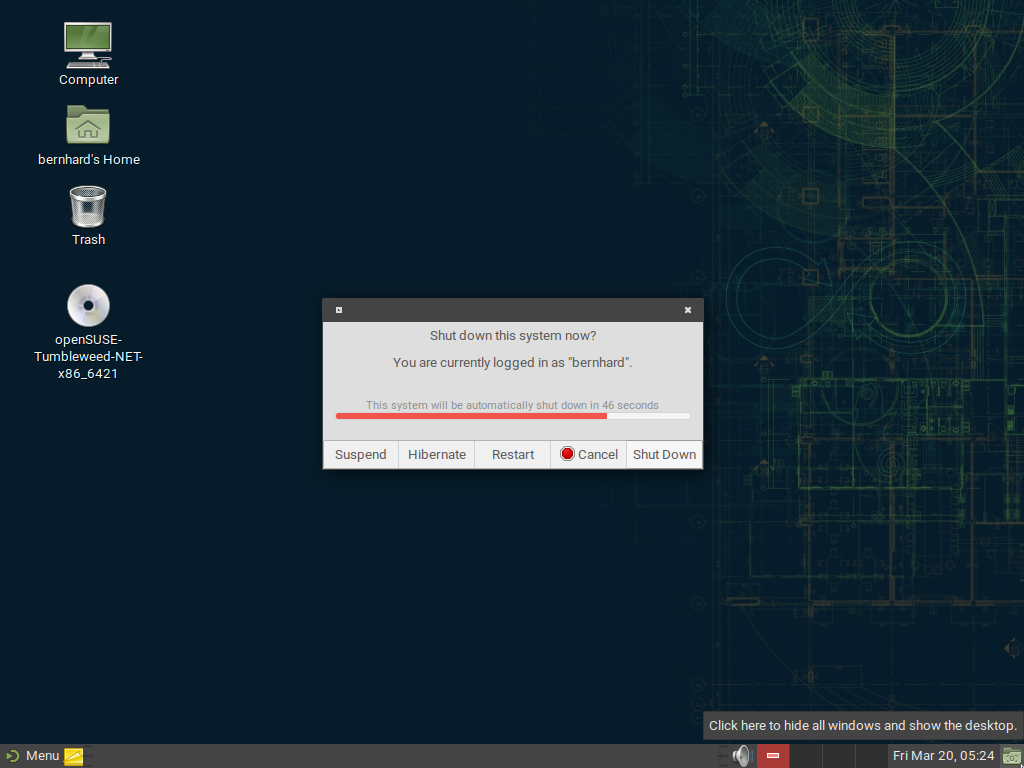 Computer
bernhard's Home
Trash
openSUSE-
Tumbleweed-NET-
x86_6421
Shut down this system now?
You are currently logged in as "bernhard".
This system will be automatically shut down in 46 seconds
Suspend
Hibernate
Restart
Cancel
Shut Down
Click here to hide all windows and show the desktop.
Menu
Fri Mar 20, 05:24